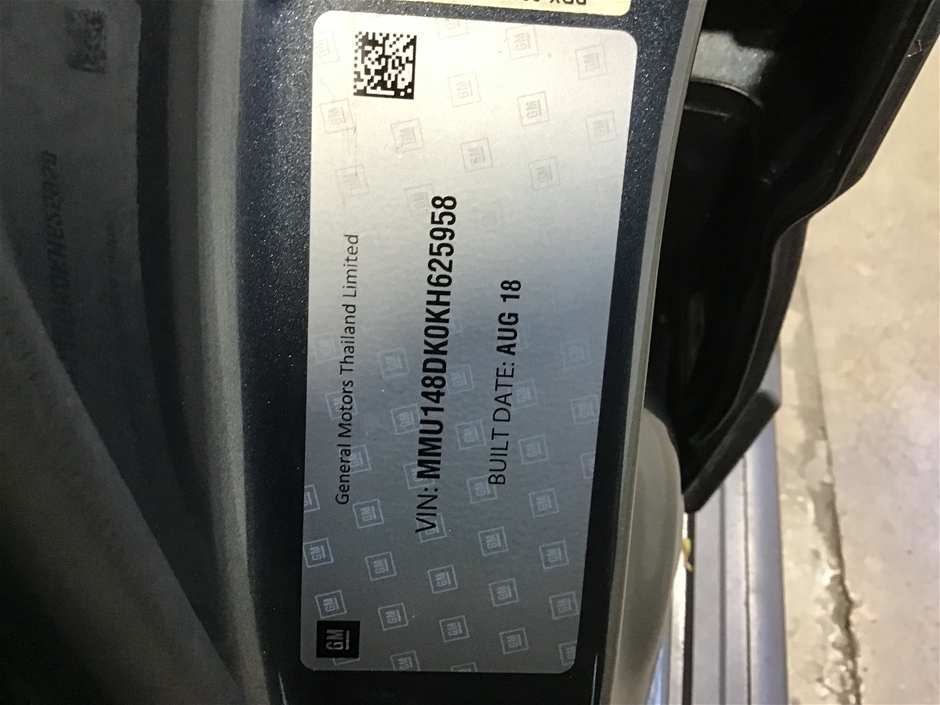 General Motors Thailand Limited
VIN: MMU148DK0KH625958
BUILT DATE: AUG 18
GM